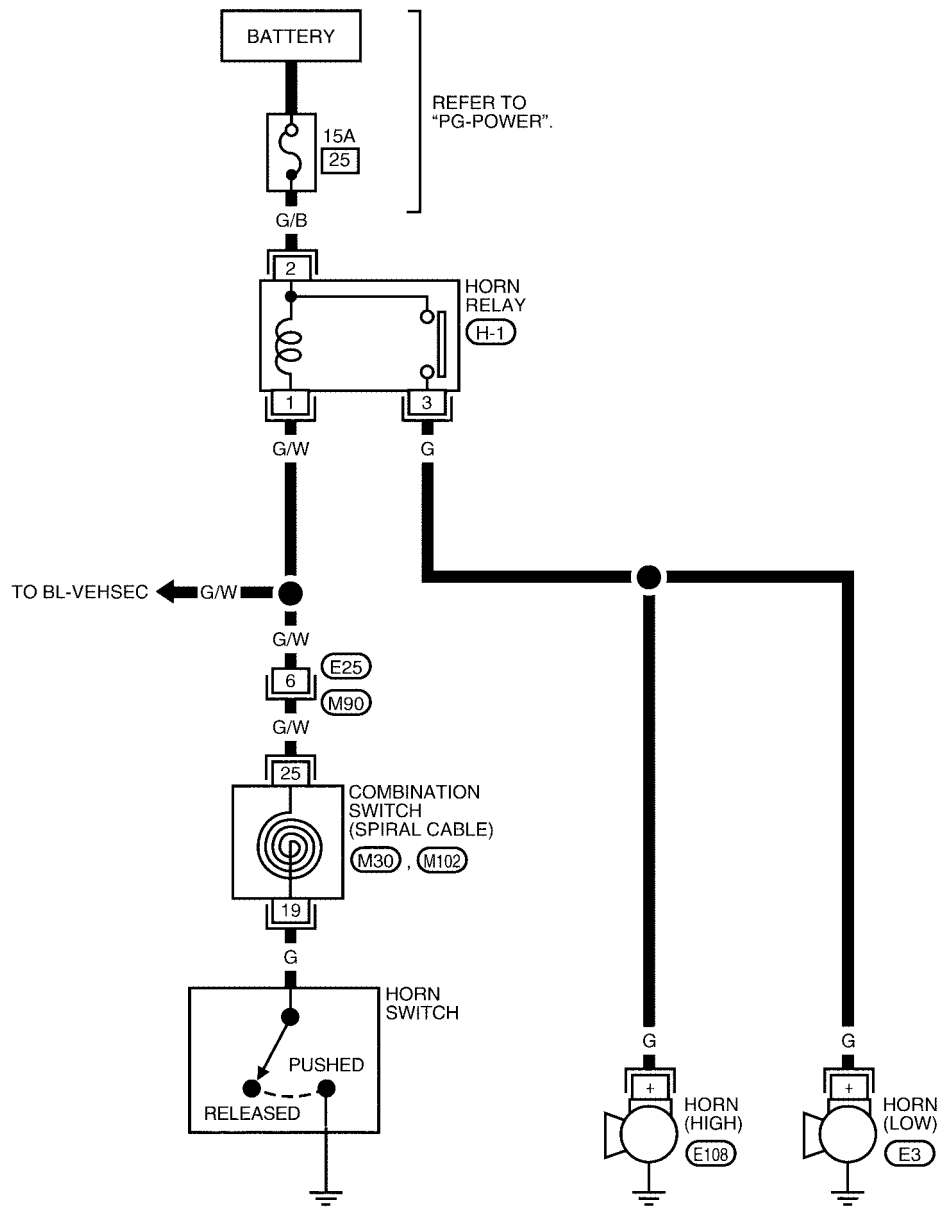 BATTERY
REFER TO
"PG-POWER".
15A
25
G/B
2
HORN
RELAY
H-1
1
3
G/W
G
TO BL-VEHSEC
G/W
G/W
E25
6
M90
G/W
25
COMBINATION
SWITCH
(SPIRAL CABLE)
M30 , M102
19
G
HORN
SWITCH
PUSHED
RELEASED
G
G
+
+
HORN
(HIGH)
E108
HORN
(LOW)
E3